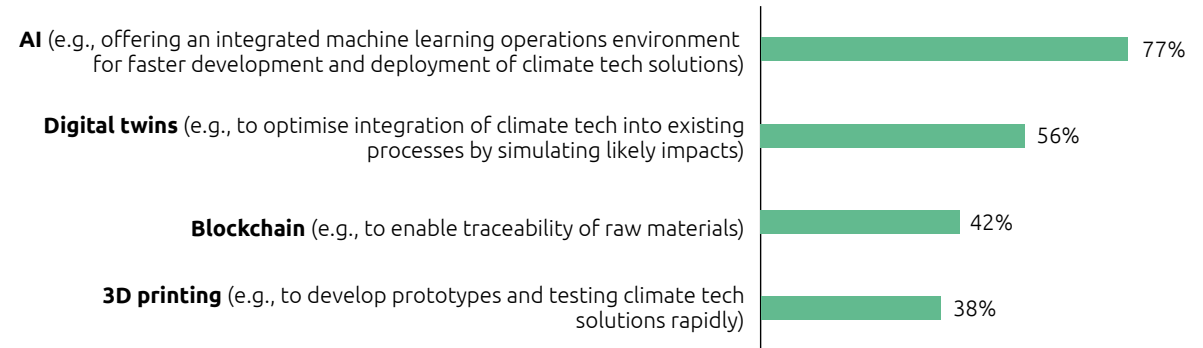 AI (e.g., offering an integrated machine learning operations environment
for faster development and deployment of climate tech solutions)
77%
Digital twins (e.g., to optimise integration of climate tech into existing
processes by simulating likely impacts)
56%
Blockchain (e.g., to enable traceability of raw materials)
42%
3D printing (e.g., to develop prototypes and testing climate tech
solutions rapidly)
38%